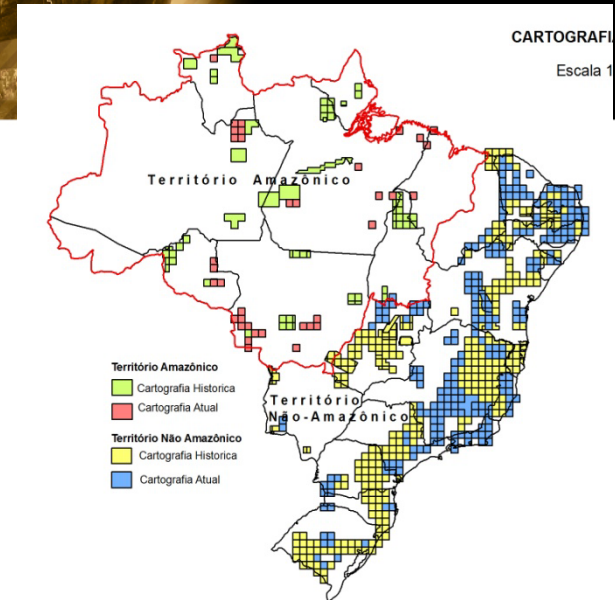 CARTOGRAFI
Escala 1
Território Amazônico
Território
Não-Amazônico
Território Amazônico
Cartografia Historica
Cartografia Atual
Território Não Amazônico
Cartografia Historica
Cartografia Atual